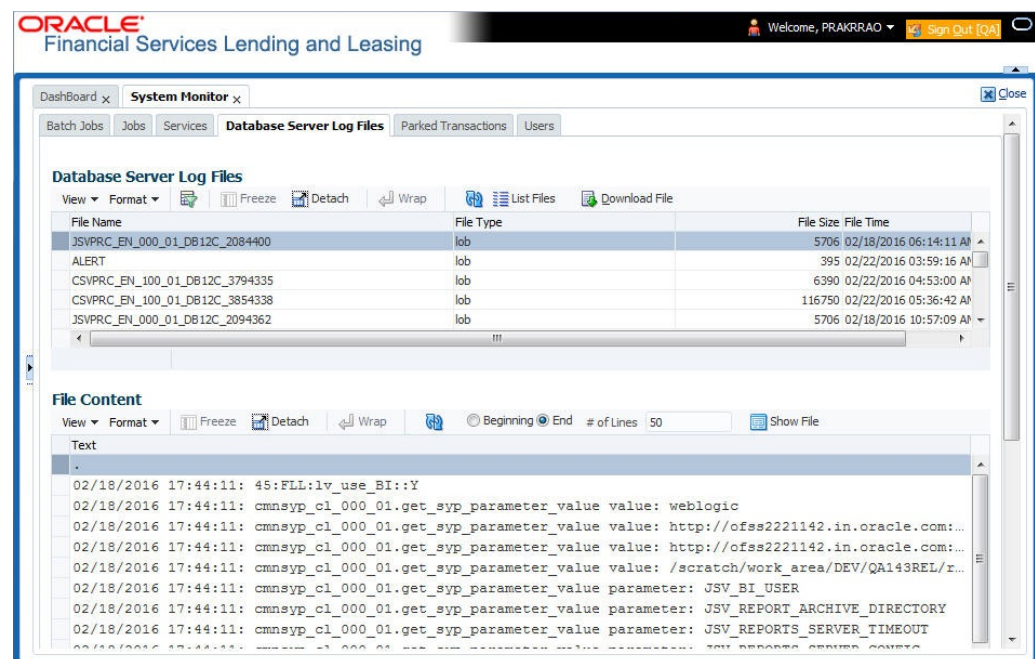 ORACLE
Financial Services Lending and Leasing
Welcome, PRAKRRAO
Sign Out [QA]
DashBoard x System Monitor x
Close
Batch Jobs Jobs Services Database Server Log Files Parked Transactions Users
Database Server Log Files
View Format Freeze Detach Wrap List Files Download File
File Name File Type File Size File Time
JSVPRC_EN_000_01_DB12C_2084400 lob 5706 02/18/2016 06:14:11 AM
ALERT lob 395 02/22/2016 03:59:16 AM
CSVPRC_EN_100_01_DB12C_3794335 lob 6390 02/22/2016 04:53:00 AM
CSVPRC_EN_100_01_DB12C_3854338 lob 116750 02/22/2016 05:36:42 AM
JSVPRC_EN_000_01_DB12C_2094362 lob 5706 02/18/2016 10:57:09 AM
File Content
View Format Freeze Detach Wrap Beginning End # of Lines 50 Show File
Text
.
02/18/2016 17:44:11: 45:FLL:lv_use_BI::Y
02/18/2016 17:44:11: cmnsyp_cl_000_01.get_syp_parameter_value value: weblogic
02/18/2016 17:44:11: cmnsyp_cl_000_01.get_syp_parameter_value value: http://ofss2221142.in.oracle.com:...
02/18/2016 17:44:11: cmnsyp_cl_000_01.get_syp_parameter_value value: http://ofss2221142.in.oracle.com:...
02/18/2016 17:44:11: cmnsyp_cl_000_01.get_syp_parameter_value value: /scratch/work_area/DEV/QA143REL/r...
02/18/2016 17:44:11: cmnsyp_cl_000_01.get_syp_parameter_value parameter: JSV_BI_USER
02/18/2016 17:44:11: cmnsyp_cl_000_01.get_syp_parameter_value parameter: JSV_REPORT_ARCHIVE_DIRECTORY
02/18/2016 17:44:11: cmnsyp_cl_000_01.get_syp_parameter_value parameter: JSV_REPORTS_SERVER_TIMEOUT